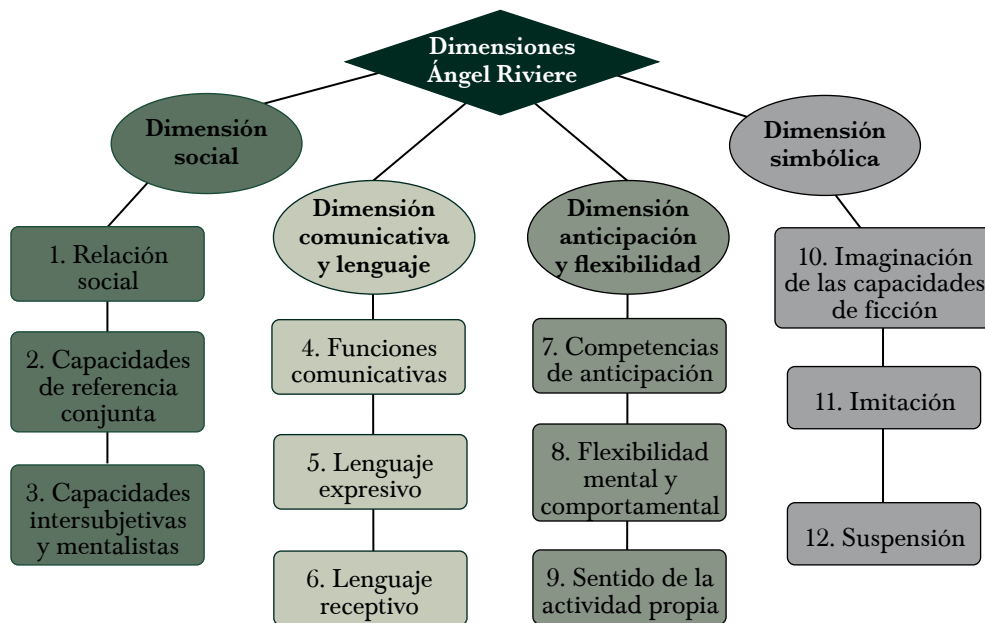 Dimensiones
Ángel Riviere
Dimensión
social
1. Relación
social
2. Capacidades
de referencia
conjunta
3. Capacidades
intersubjetivas
y mentalistas
Dimensión
comunicativa
y lenguaje
4. Funciones
comunicativas
5. Lenguaje
expresivo
6. Lenguaje
receptivo
Dimensión
anticipación
y flexibilidad
7. Competencias
de anticipación
8. Flexibilidad
mental y
comportamental
9. Sentido de la
actividad propia
Dimensión
simbólica
10. Imaginación
de las capacidades
de ficción
11. Imitación
12. Suspensión